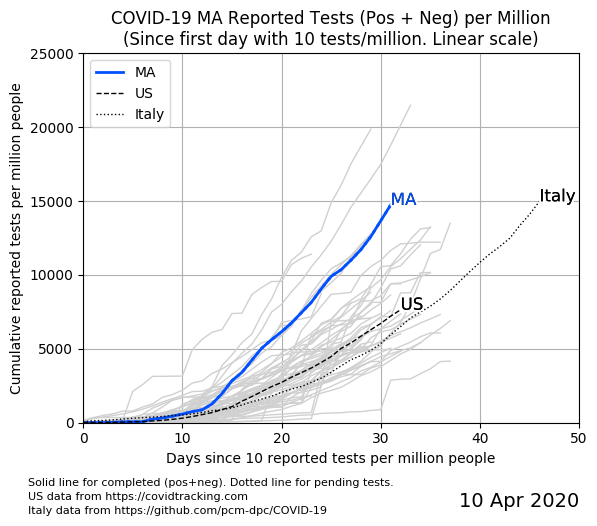 COVID-19 MA Reported Tests (Pos + Neg) per Million
(Since first day with 10 tests/million. Linear scale)
25000
20000
15000
10000
5000
0
Cumulative reported tests per million people
MA
US
Italy
MA
US
Italy
0 10 20 30 40 50
Days since 10 reported tests per million people
Solid line for completed (pos+neg). Dotted line for pending tests.
US data from https://covidtracking.com
Italy data from https://github.com/pcm-dpc/COVID-19
10 Apr 2020